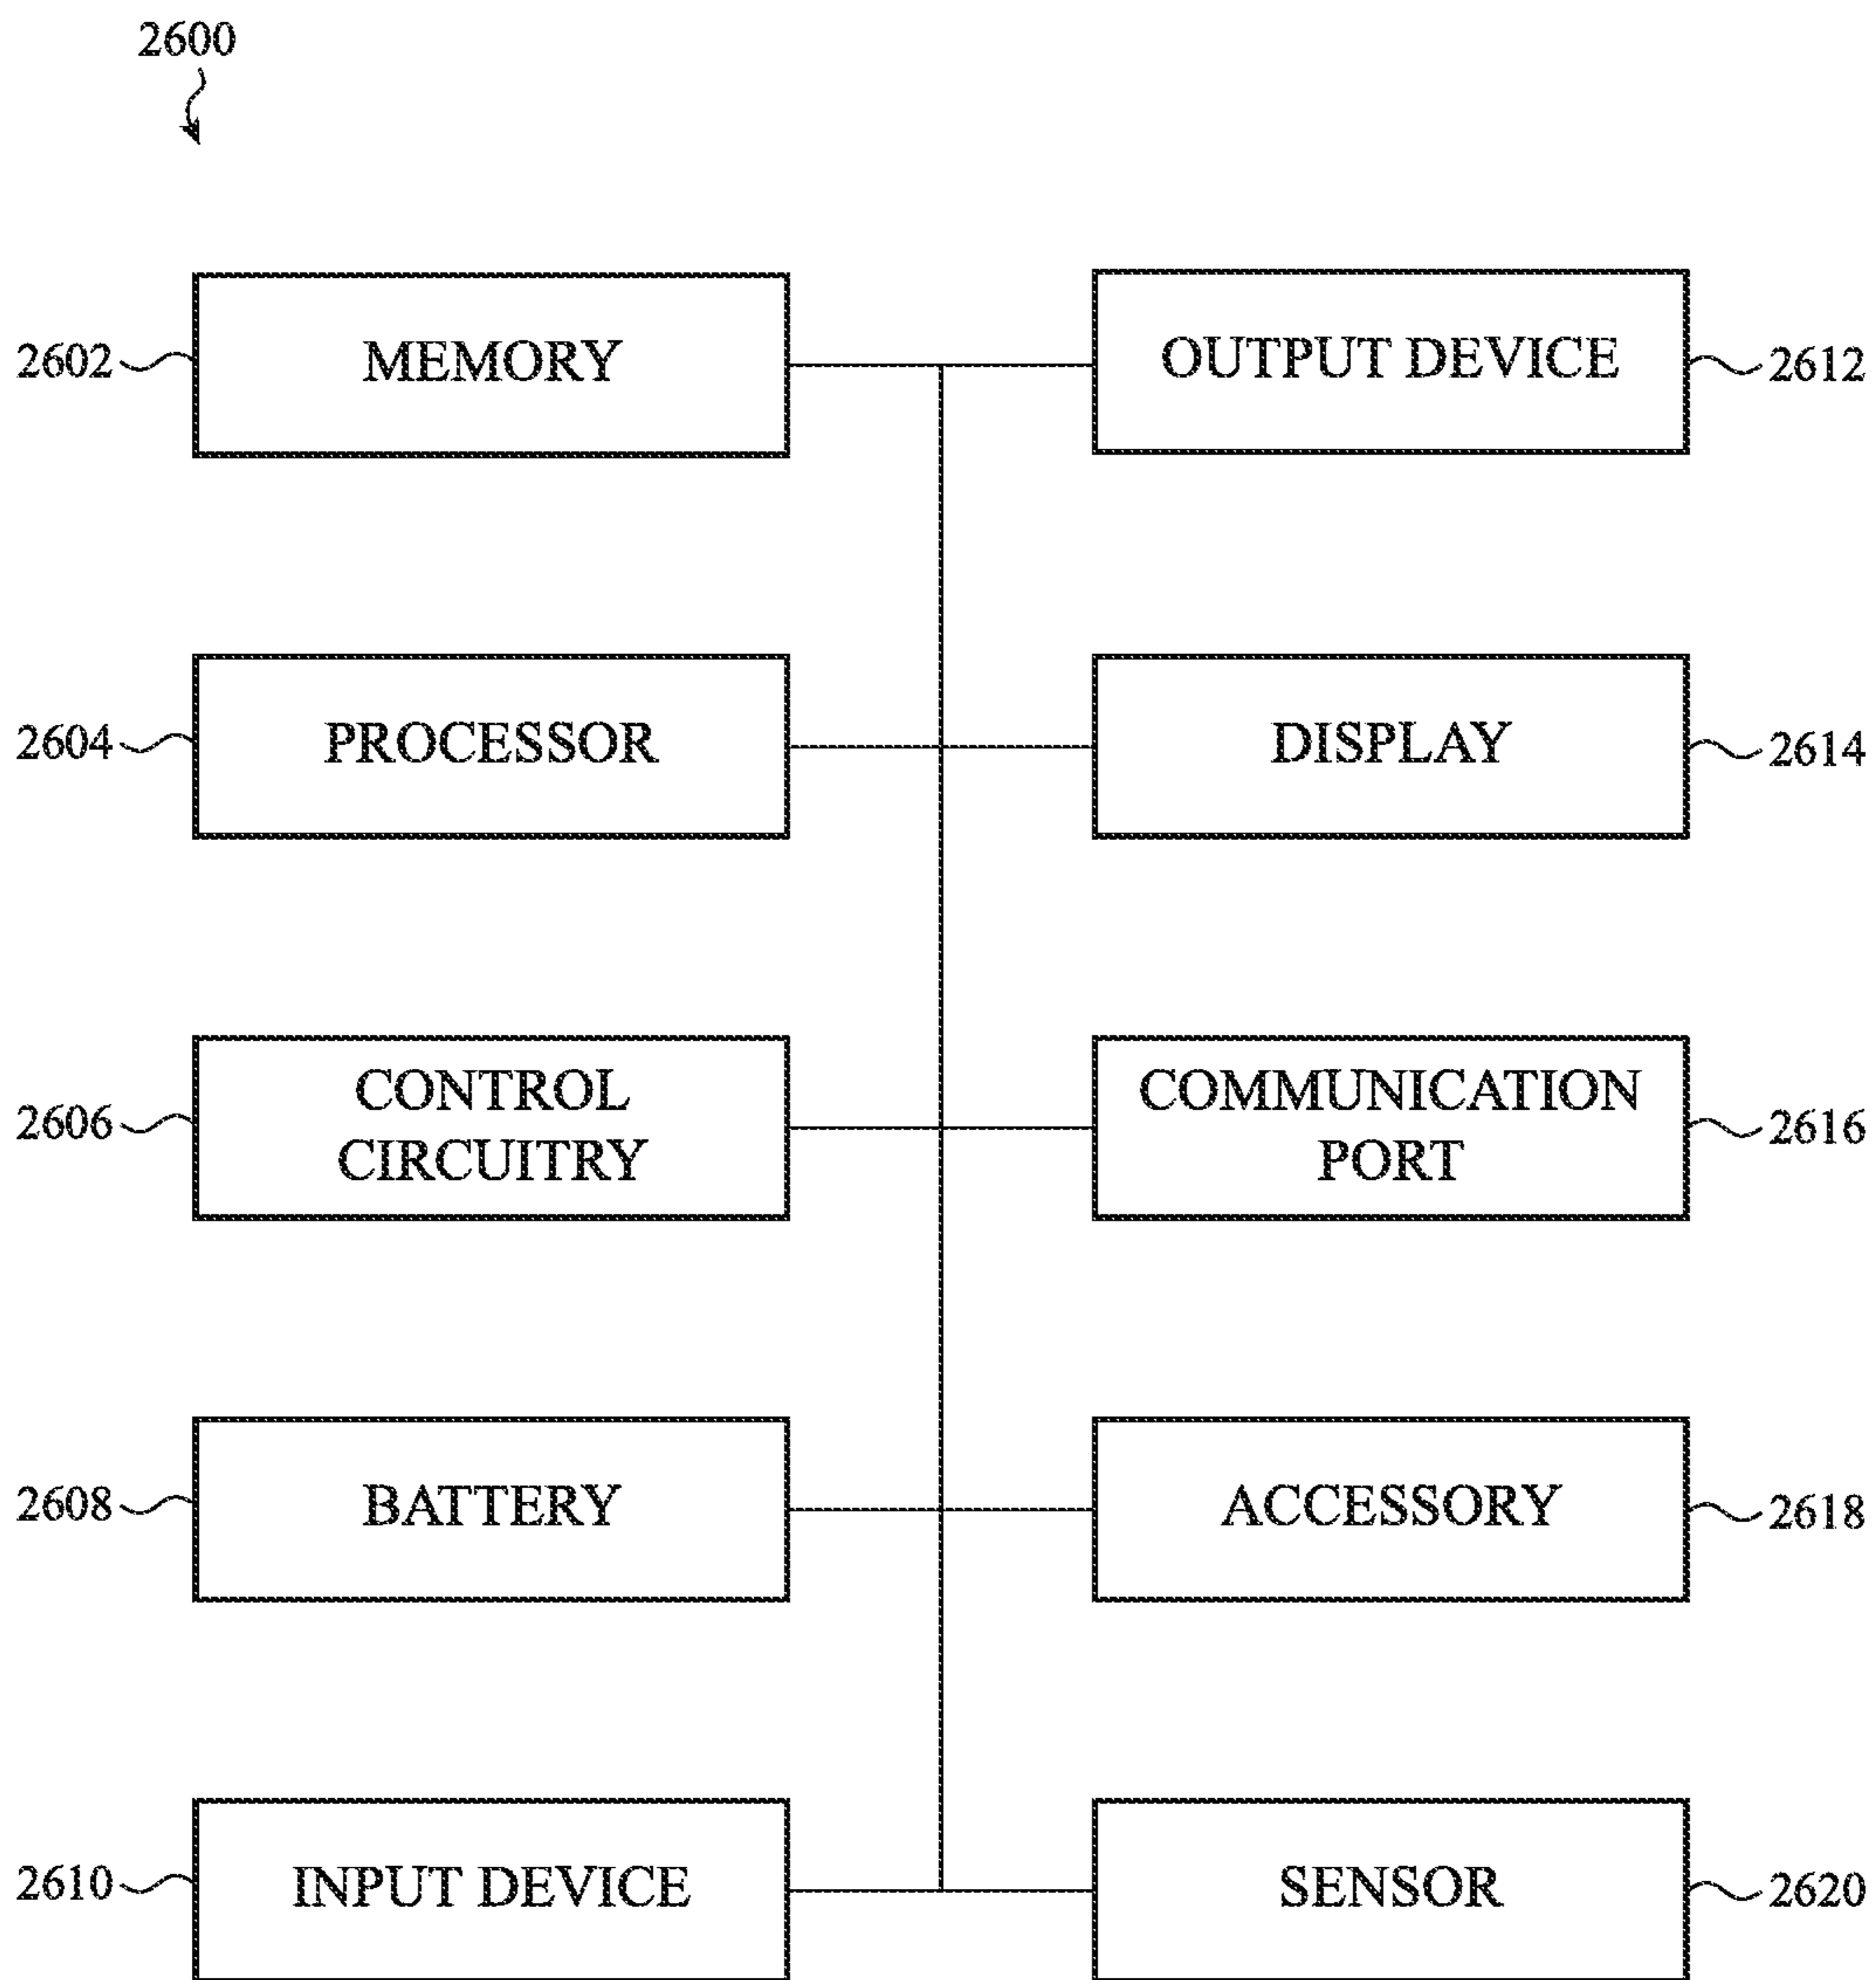 2600
2602
MEMORY
OUTPUT DEVICE
2612
2604
PROCESSOR
DISPLAY
2614
2606
CONTROL
CIRCUITRY
COMMUNICATION
PORT
2616
2608
BATTERY
ACCESSORY
2618
2610
INPUT DEVICE
SENSOR
2620